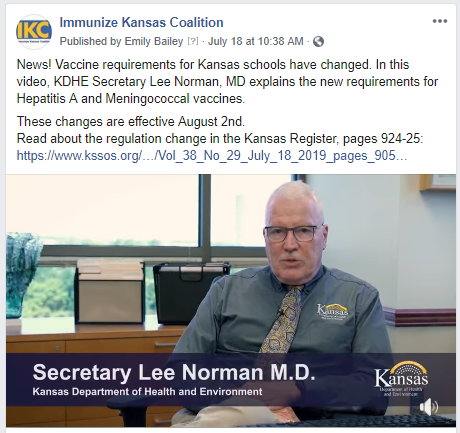 IKC
Immunize Kansas Coalition
Immunize Kansas Coalition
Published by Emily Bailey [?] · July 18 at 10:38 AM ·
News! Vaccine requirements for Kansas schools have changed. In this
video, KDHE Secretary Lee Norman, MD explains the new requirements for
Hepatitis A and Meningococcal vaccines.
These changes are effective August 2nd.
Read about the regulation change in the Kansas Register, pages 924-25:
https://www.kssos.org/…/Vol_38_No_29_July_18_2019_pages_905…
Kansas
Secretary Lee Norman M.D.
Kansas Department of Health and Environment
Kansas
Department of Health
and Environment